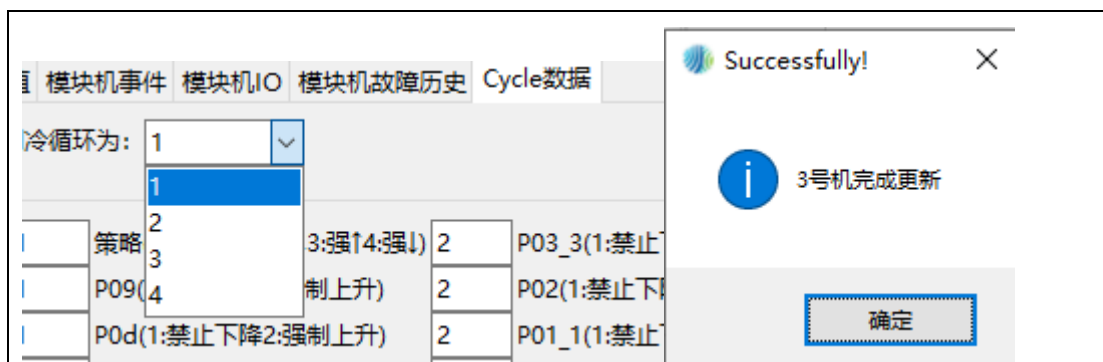 Successfully!
模块机事件 模块机IO 模块机故障历史 Cycle数据
冷循环为: 1
1
2
3
4
3号机完成更新
策略 3:强↑4:强↓) 2 P03_3(1:禁止
P09( 制上升) 2 P02(1:禁止下
P0d(1:禁止下降2:强制上升) 2 P01_1(1:禁止
确定